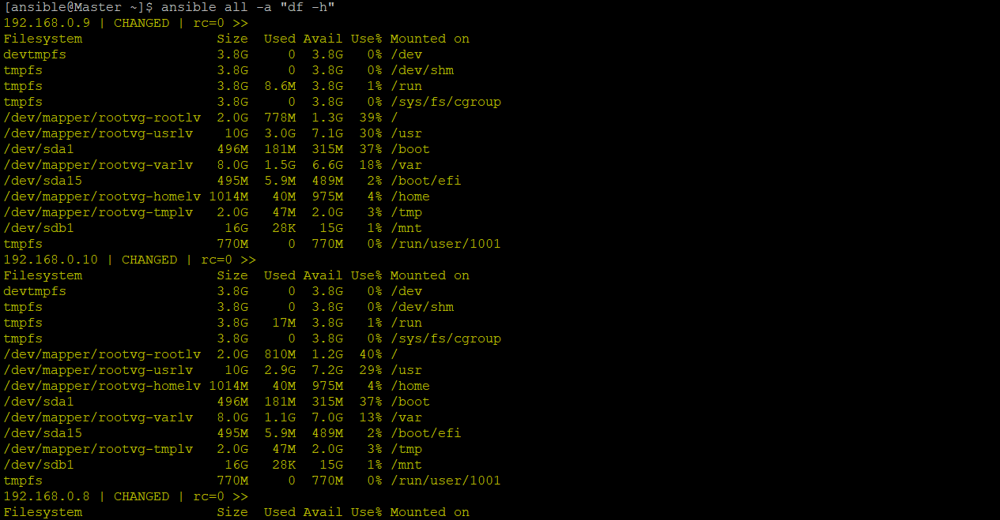 [ansible@Master ~]$ ansible all -a "df -h"
192.168.0.9 | CHANGED | rc=0 >>
Filesystem                 Size  Used Avail Use% Mounted on
devtmpfs                   3.8G     0  3.8G   0% /dev
tmpfs                      3.8G     0  3.8G   0% /dev/shm
tmpfs                      3.8G  8.6M  3.8G   1% /run
tmpfs                      3.8G     0  3.8G   0% /sys/fs/cgroup
/dev/mapper/rootvg-rootlv  2.0G  778M  1.3G  39% /
/dev/mapper/rootvg-usrlv    10G  3.0G  7.1G  30% /usr
/dev/sda1                  496M  181M  315M  37% /boot
/dev/mapper/rootvg-varlv   8.0G  1.5G  6.6G  18% /var
/dev/sda15                 495M  5.9M  489M   2% /boot/efi
/dev/mapper/rootvg-homelv 1014M   40M  975M   4% /home
/dev/mapper/rootvg-tmplv   2.0G   47M  2.0G   3% /tmp
/dev/sdb1                   16G   28K   15G   1% /mnt
tmpfs                      770M     0  770M   0% /run/user/1001
192.168.0.10 | CHANGED | rc=0 >>
Filesystem                 Size  Used Avail Use% Mounted on
devtmpfs                   3.8G     0  3.8G   0% /dev
tmpfs                      3.8G     0  3.8G   0% /dev/shm
tmpfs                      3.8G   17M  3.8G   1% /run
tmpfs                      3.8G     0  3.8G   0% /sys/fs/cgroup
/dev/mapper/rootvg-rootlv  2.0G  810M  1.2G  40% /
/dev/mapper/rootvg-usrlv    10G  2.9G  7.2G  29% /usr
/dev/mapper/rootvg-homelv 1014M   40M  975M   4% /home
/dev/sda1                  496M  181M  315M  37% /boot
/dev/mapper/rootvg-varlv   8.0G  1.1G  7.0G  13% /var
/dev/sda15                 495M  5.9M  489M   2% /boot/efi
/dev/mapper/rootvg-tmplv   2.0G   47M  2.0G   3% /tmp
/dev/sdb1                   16G   28K   15G   1% /mnt
tmpfs                      770M     0  770M   0% /run/user/1001
192.168.0.8 | CHANGED | rc=0 >>
Filesystem                 Size  Used Avail Use% Mounted on